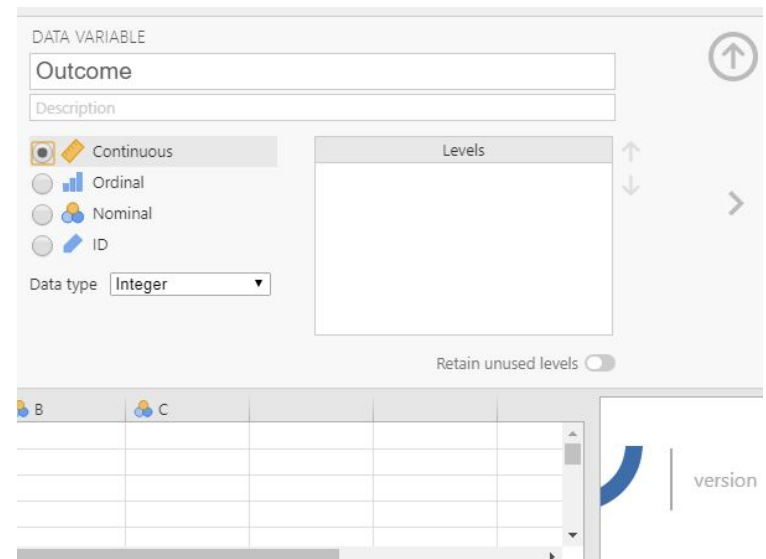 DATA VARIABLE
Outcome
Description
Continuous
Ordinal
Nominal
ID
Data type Integer
Levels
Retain unused levels
B C
version